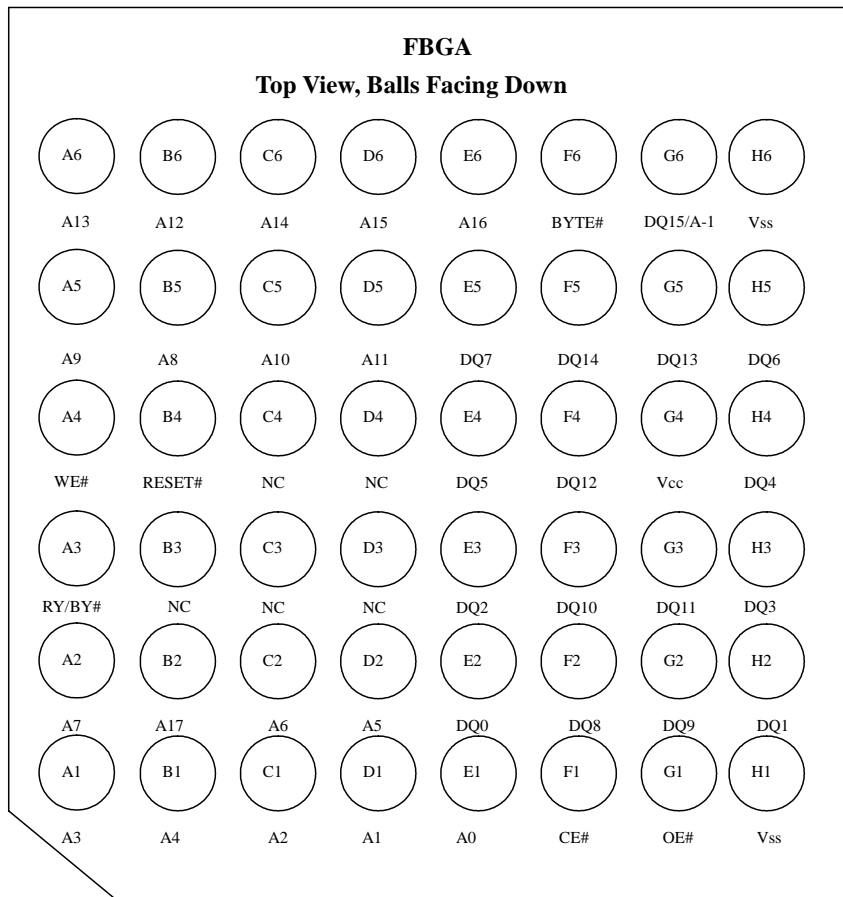 FBGA
Top View, Balls Facing Down
A6 B6 C6 D6 E6 F6 G6 H6
A13 A12 A14 A15 A16 BYTE# DQ15/A-1 Vss
A5 B5 C5 D5 E5 F5 G5 H5
A9 A8 A10 A11 DQ7 DQ14 DQ13 DQ6
A4 B4 C4 D4 E4 F4 G4 H4
WE# RESET# NC NC DQ5 DQ12 Vcc DQ4
A3 B3 C3 D3 E3 F3 G3 H3
RY/BY# NC NC NC DQ2 DQ10 DQ11 DQ3
A2 B2 C2 D2 E2 F2 G2 H2
A7 A17 A6 A5 DQ0 DQ8 DQ9 DQ1
A1 B1 C1 D1 E1 F1 G1 H1
A3 A4 A2 A1 A0 CE# OE# Vss